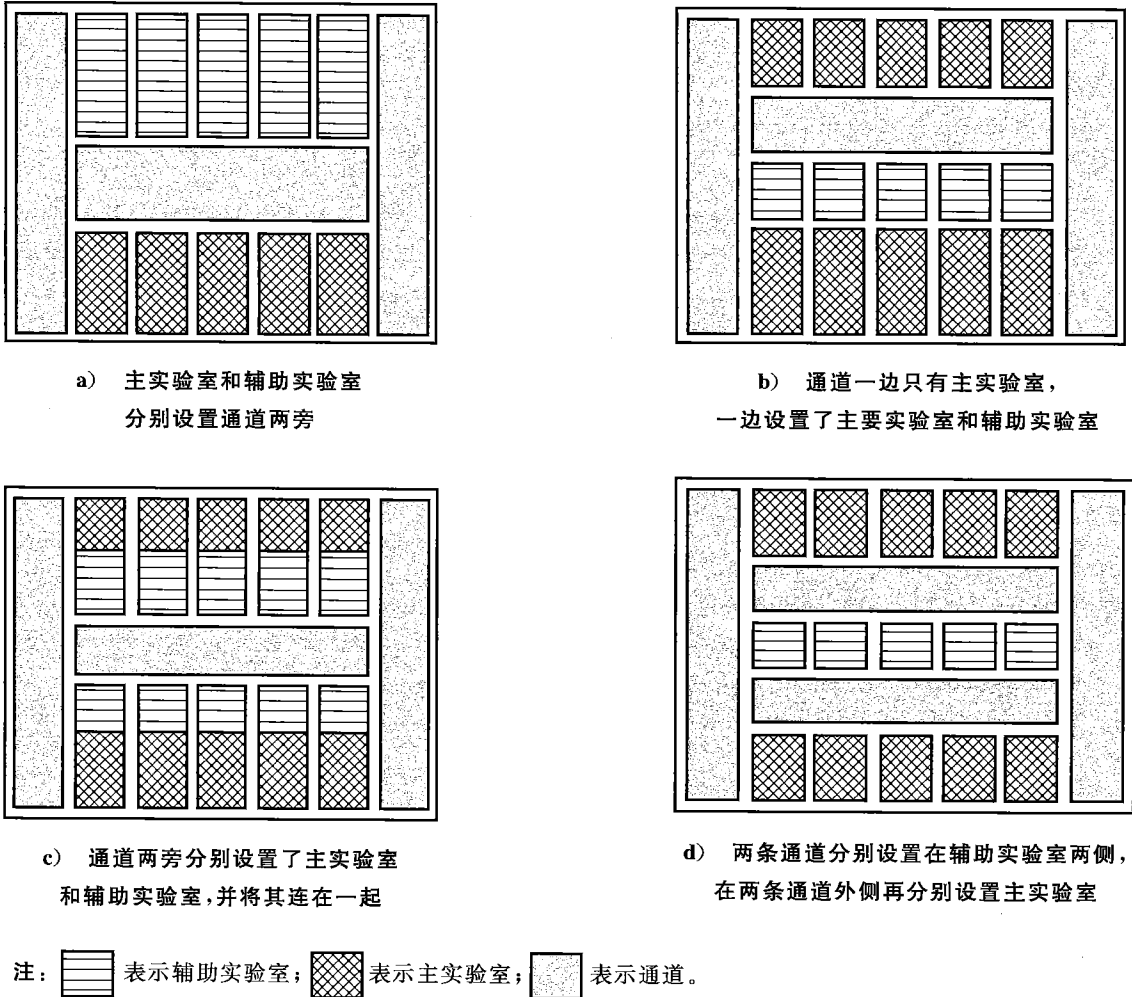 a) 主实验室和辅助实验室
分别设置通道两旁
b) 通道一边只有主实验室，
一边设置了主要实验室和辅助实验室
c) 通道两旁分别设置了主实验室
和辅助实验室，并将其连在一起
d) 两条通道分别设置在辅助实验室两侧，
在两条通道外侧再分别设置主实验室
注： 表示辅助实验室； 表示主实验室； 表示通道。